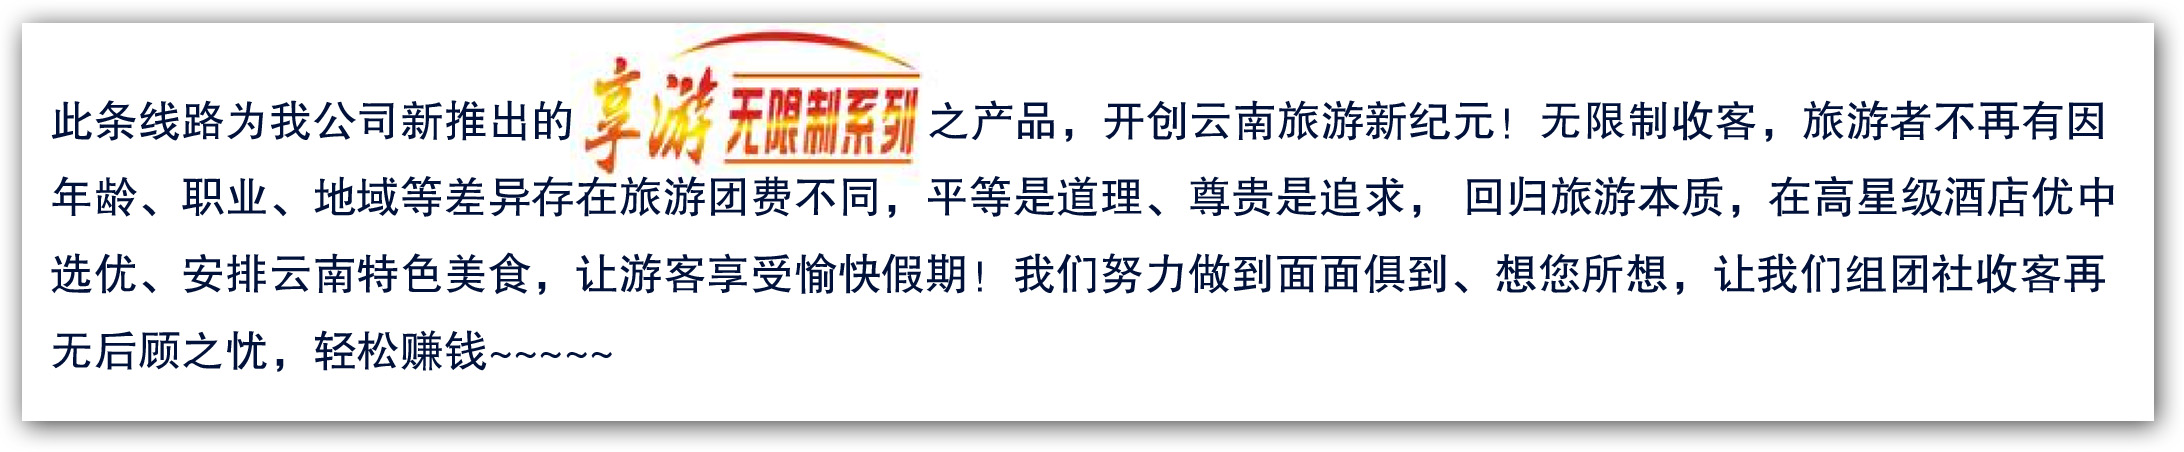 此条线路为我公司新推出的享游无限制系列之产品，开创云南旅游新纪元！无限制收客，旅游者不再有因
年龄、职业、地域等差异存在旅游团费不同，平等是道理、尊贵是追求， 回归旅游本质，在高星级酒店优中
选优、安排云南特色美食，让游客享受愉快假期！我们努力做到面面俱到、想您所想，让我们组团社收客再
无后顾之忧，轻松赚钱~~~~~